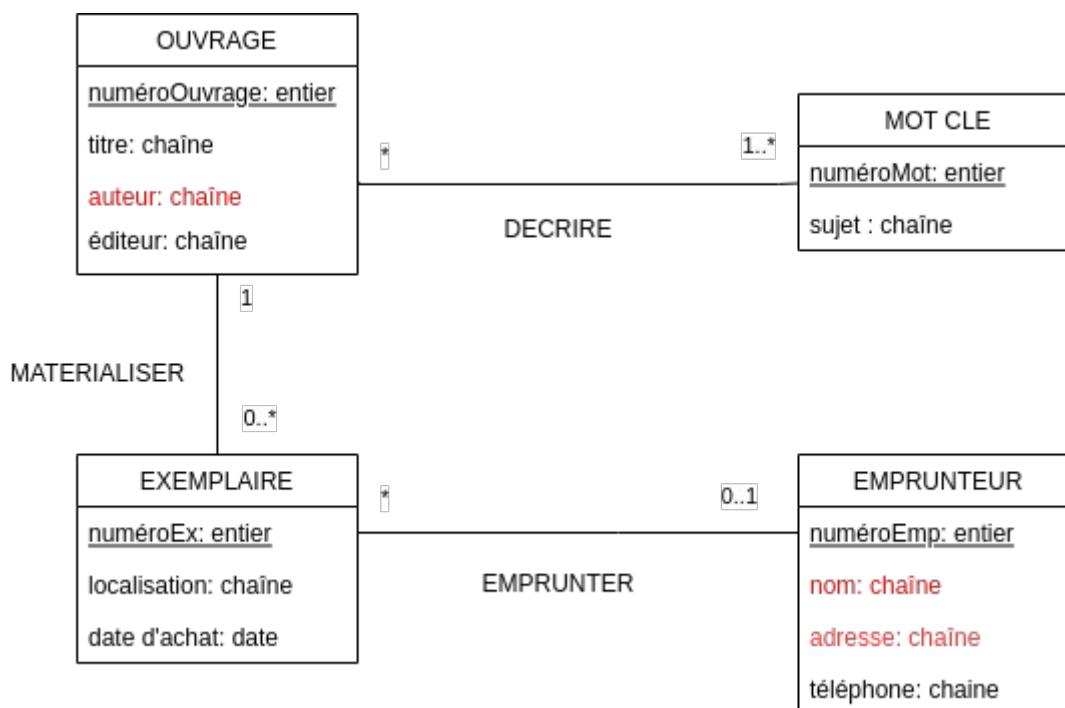 OUVRAGE
numéroOuvrage: entier
titre: chaîne
auteur: chaîne
éditeur: chaîne
*
1..*
DECRIRE
MOT CLE
numéroMot: entier
sujet : chaîne
1
MATERIALISER
0..*
EXEMPLAIRE
numéroEx: entier
localisation: chaîne
date d'achat: date
*
0..1
EMPRUNTER
EMPRUNTEUR
numéroEmp: entier
nom: chaîne
adresse: chaîne
téléphone: chaine